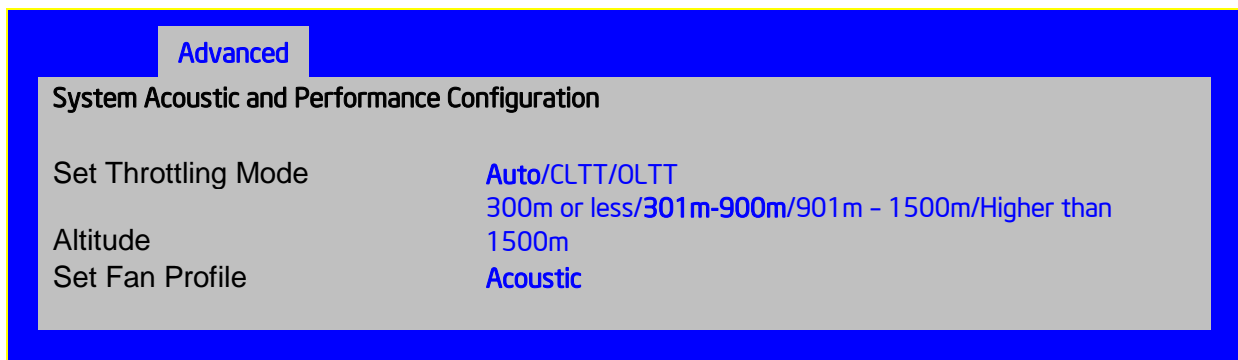 Advanced
System Acoustic and Performance Configuration
Set Throttling Mode Auto/CLTT/OLTT
300m or less/301m-900m/901m – 1500m/Higher than
Altitude 1500m
Set Fan Profile Acoustic